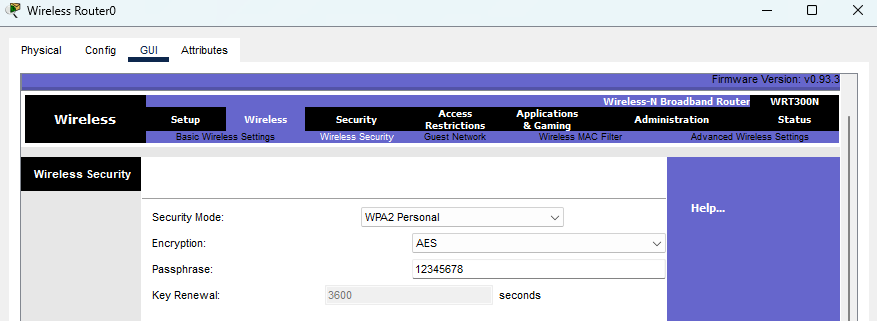 Wireless Router0
Physical Config GUI Attributes
Firmware Version: v0.93.3
Wireless-N Broadband Router WRT300N
Wireless Setup Wireless Security Access Restrictions Applications & Gaming Administration Status
Basic Wireless Settings Wireless Security Guest Network Wireless MAC Filter Advanced Wireless Settings
Wireless Security
Help...
Security Mode: WPA2 Personal
Encryption: AES
Passphrase: 12345678
Key Renewal: 3600 seconds